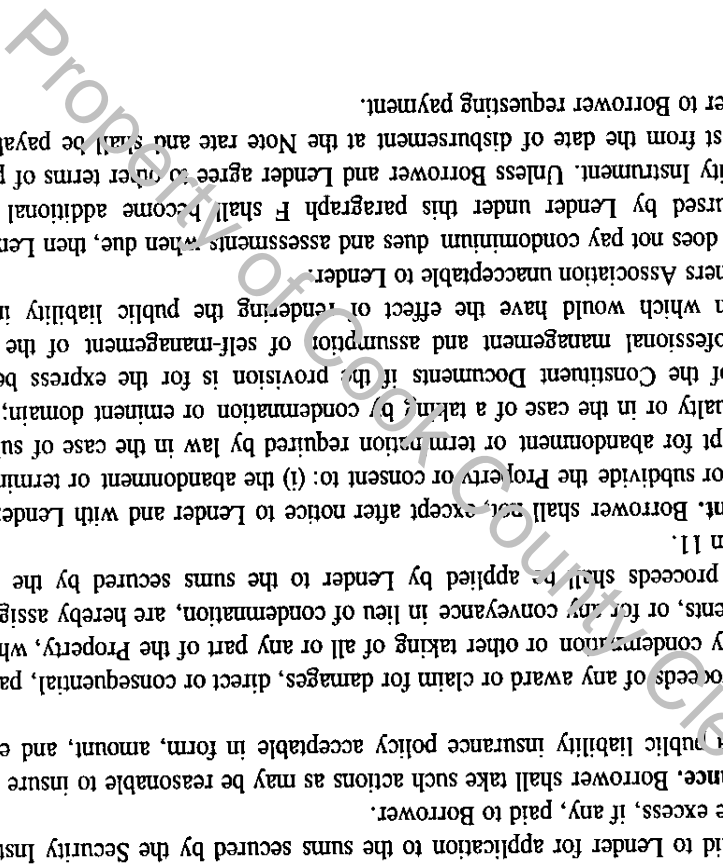 id to Lender for application to the sums secured by the Security Inst
e excess, if any, paid to Borrower.
ance. Borrower shall take such actions as may be reasonable to insure
public liability insurance policy acceptable in form, amount, and e
oceeds of any award or claim for damages, direct or consequential, pa
y condemnation or other taking of all or any part of the Property, wh
ents, or for any conveyance in lieu of condemnation, are hereby assig
proceeds shall be applied by Lender to the sums secured by the
n 11.
nt. Borrower shall not, except after notice to Lender and with Lende
or subdivide the Property or consent to: (i) the abandonment or termin
pt for abandonment or termination required by law in the case of su
ualty or in the case of a taking by condemnation or eminent domain;
of the Constituent Documents if the provision is for the express be
ofessional management and assumption of self-management of the
n which would have the effect of rendering the public liability in
ners Association unacceptable to Lender.
does not pay condominium dues and assessments when due, then Len
ursed by Lender under this paragraph F shall become additional
ity Instrument. Unless Borrower and Lender agree to other terms of p
st from the date of disbursement at the Note rate and shall be payab
er to Borrower requesting payment.
Property of Cook County Cle